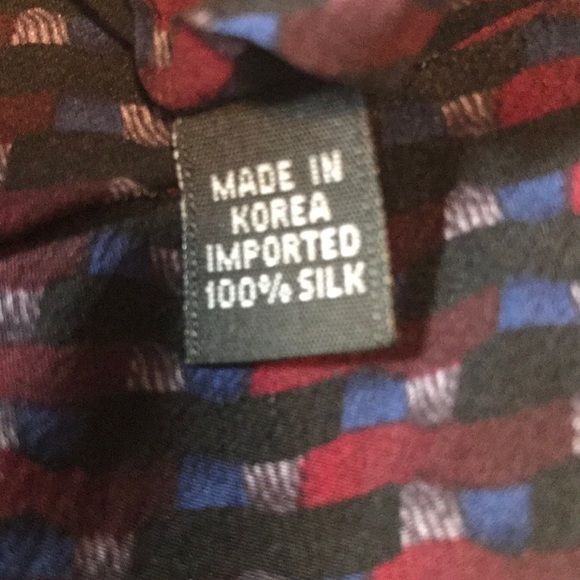 MADE IN
KOREA
IMPORTED
100% SILK